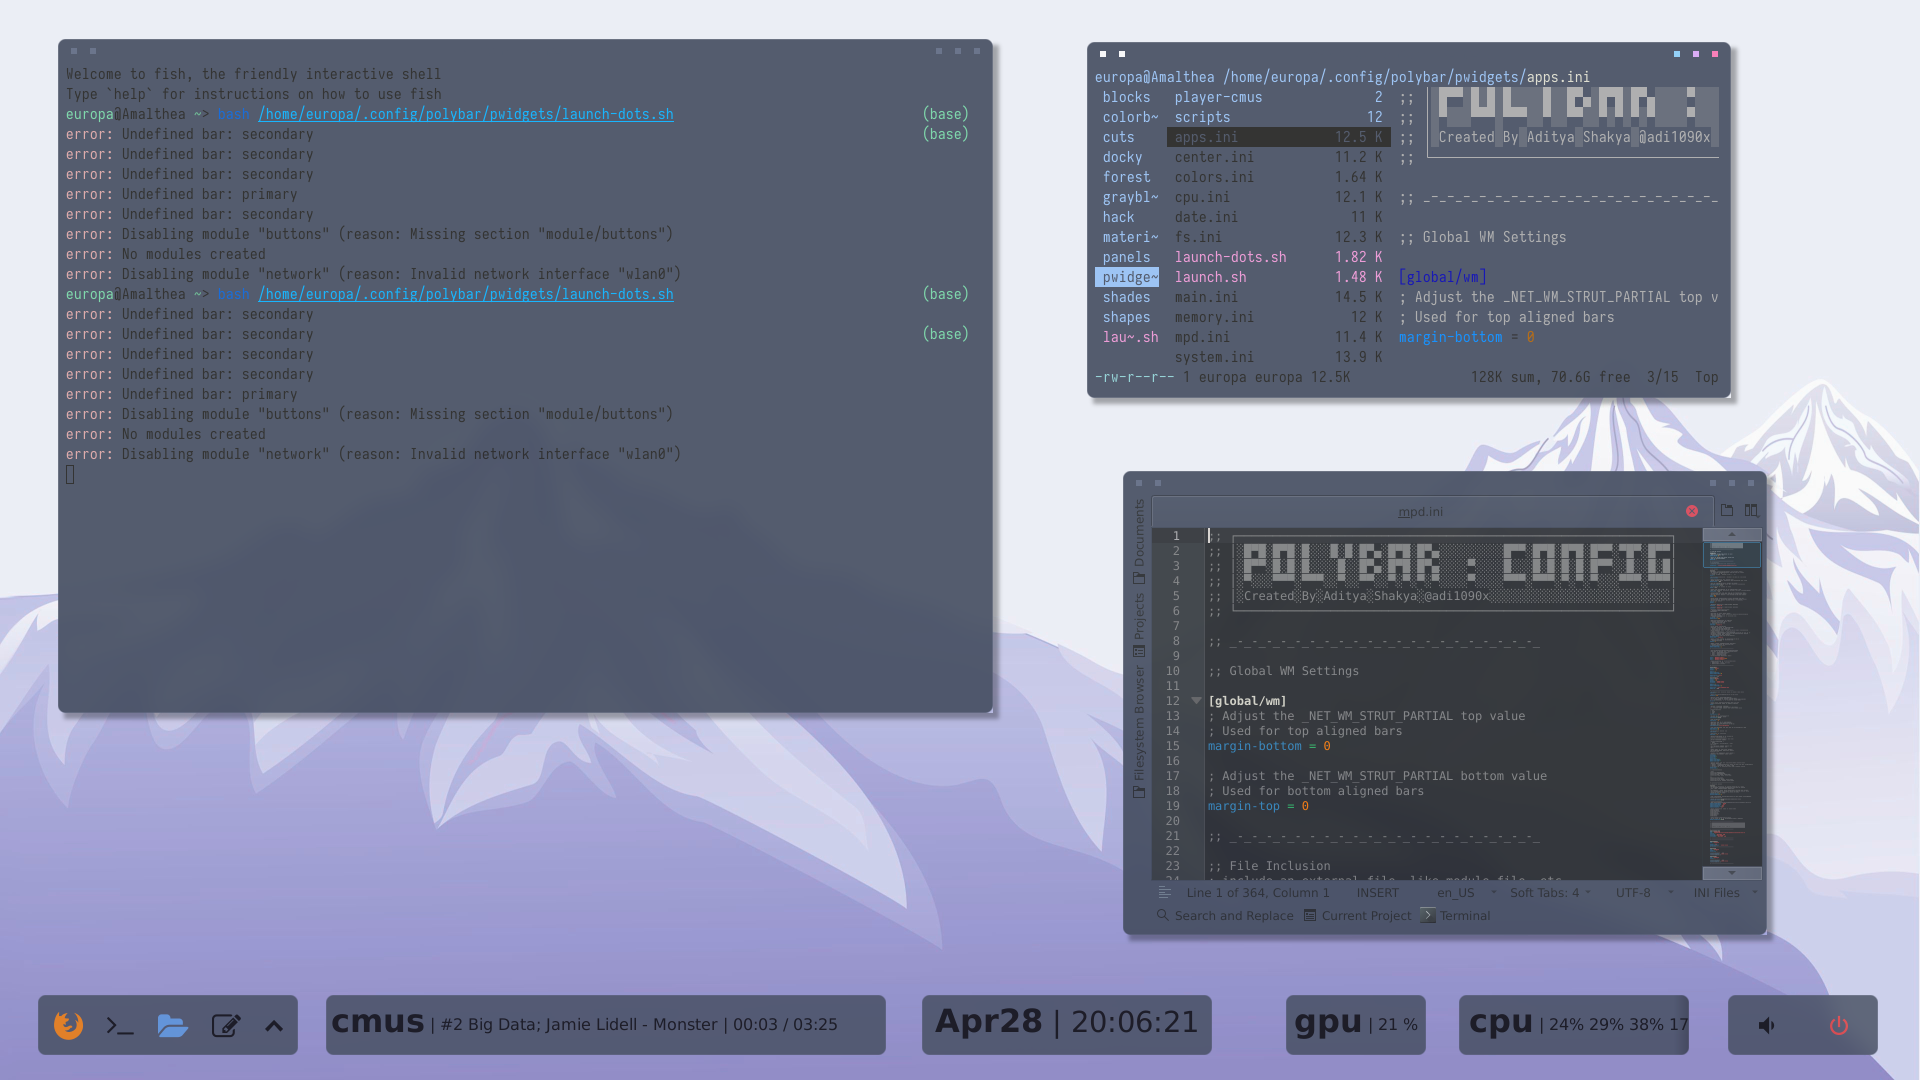 Welcome to fish, the friendly interactive shell
Type `help` for instructions on how to use fish
europa@Amalthea ~> bash /home/europa/.config/polybar/pwidgets/launch-dots.sh (base)
error: Undefined bar: secondary (base)
error: Undefined bar: secondary
error: Undefined bar: secondary
error: Undefined bar: primary
error: Undefined bar: secondary
error: Disabling module "buttons" (reason: Missing section "module/buttons")
error: No modules created
error: Disabling module "network" (reason: Invalid network interface "wlan0")
europa@Amalthea ~> bash /home/europa/.config/polybar/pwidgets/launch-dots.sh (base)
error: Undefined bar: secondary
error: Undefined bar: secondary (base)
error: Undefined bar: secondary
error: Undefined bar: secondary
error: Undefined bar: primary
error: Disabling module "buttons" (reason: Missing section "module/buttons")
error: No modules created
error: Disabling module "network" (reason: Invalid network interface "wlan0")
europa@Amalthea /home/europa/.config/polybar/pwidgets/apps.ini
blocks player-cmus 2 ;;
colorb~ scripts 12 ;;
cuts apps.ini 12.5 K ;; Created By Aditya Shakya @adi1090x
docky center.ini 11.2 K ;;
forest colors.ini 1.64 K
graybl~ cpu.ini 12.1 K ;; _-_-_-_-_-_-_-_-_-_-_-_-_-_-_-_-_-_-_
hack date.ini 11 K
materi~ fs.ini 12.3 K ;; Global WM Settings
panels launch-dots.sh 1.82 K
pwidge~ launch.sh 1.48 K [global/wm]
shades main.ini 14.5 K ; Adjust the _NET_WM_STRUT_PARTIAL top v
shapes memory.ini 12 K ; Used for top aligned bars
lau~.sh mpd.ini 11.4 K margin-bottom = 0
system.ini 13.9 K
-rw-r--r-- 1 europa europa 12.5K 128K sum, 70.6G free 3/15 Top
mpd.ini
Documents
Projects
Filesystem Browser
1 ;;
2 ;; POLYBAR : CONFIG
3 ;;
4 ;;
5 ;; Created By Aditya Shakya @adi1090x
6 ;;
7
8 ;; _-_-_-_-_-_-_-_-_-_-_-_-_-_-_-_-_-_-_-_-_-_
9
10 ;; Global WM Settings
11
12 [global/wm]
13 ; Adjust the _NET_WM_STRUT_PARTIAL top value
14 ; Used for top aligned bars
15 margin-bottom = 0
16
17 ; Adjust the _NET_WM_STRUT_PARTIAL bottom value
18 ; Used for bottom aligned bars
19 margin-top = 0
20
21 ;; _-_-_-_-_-_-_-_-_-_-_-_-_-_-_-_-_-_-_-_-_-_
22
23 ;; File Inclusion
24 ; include an external file, like module file, etc.
Line 1 of 364, Column 1 INSERT en_US Soft Tabs: 4 UTF-8 INI Files
Search and Replace Current Project Terminal
cmus | #2 Big Data; Jamie Lidell - Monster | 00:03 / 03:25
Apr28 | 20:06:21
gpu | 21 %
cpu | 24% 29% 38% 17